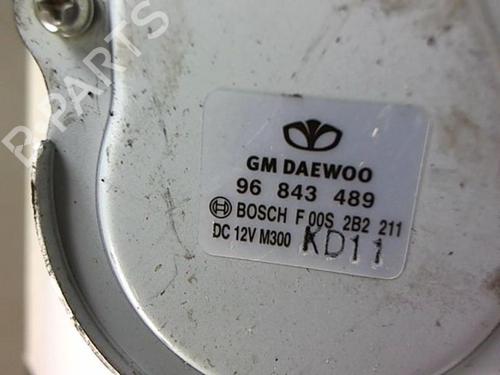 B-PARTS
GM DAEWOO
96 843 489
BOSCH F 00S 2B2 211
DC 12V M300 KD11